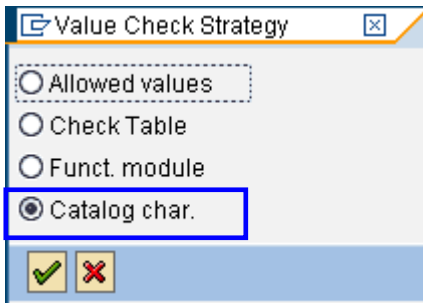 Value Check Strategy
Allowed values
Check Table
Funct. module
Catalog char.